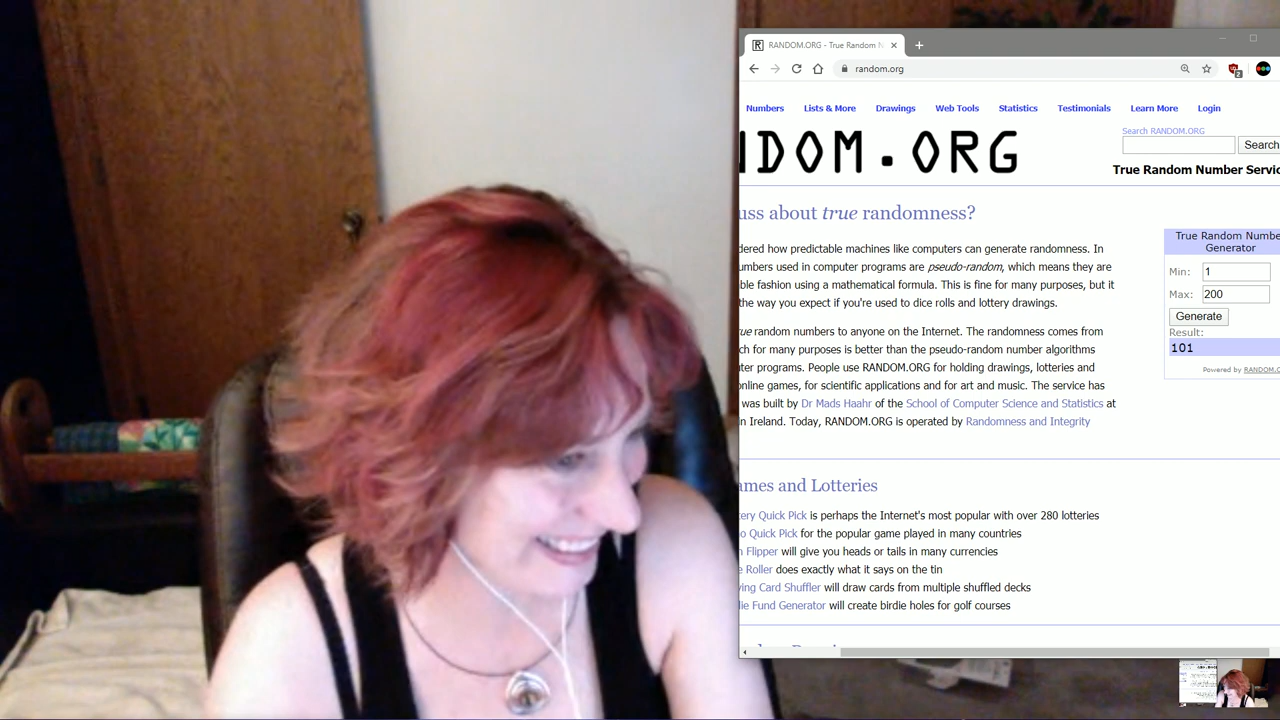 RANDOM.ORG - True Random N
random.org
Numbers Lists & More Drawings Web Tools Statistics Testimonials Learn More Login
Search RANDOM.ORG
NDOM.ORG
Search
True Random Number Servic
uss about true randomness?
True Random Numbe
Generator
dered how predictable machines like computers can generate randomness. In
umbers used in computer programs are pseudo-random, which means they are
ble fashion using a mathematical formula. This is fine for many purposes, but it
the way you expect if you're used to dice rolls and lottery drawings.
Min: 1
Max: 200
Generate
Result:
101
Powered by RANDOM.O
rue random numbers to anyone on the Internet. The randomness comes from
ch for many purposes is better than the pseudo-random number algorithms
ter programs. People use RANDOM.ORG for holding drawings, lotteries and
online games, for scientific applications and for art and music. The service has
was built by Dr Mads Haahr of the School of Computer Science and Statistics at
in Ireland. Today, RANDOM.ORG is operated by Randomness and Integrity
ames and Lotteries
tery Quick Pick is perhaps the Internet's most popular with over 280 lotteries
o Quick Pick for the popular game played in many countries
n Flipper will give you heads or tails in many currencies
e Roller does exactly what it says on the tin
ying Card Shuffler will draw cards from multiple shuffled decks
die Fund Generator will create birdie holes for golf courses